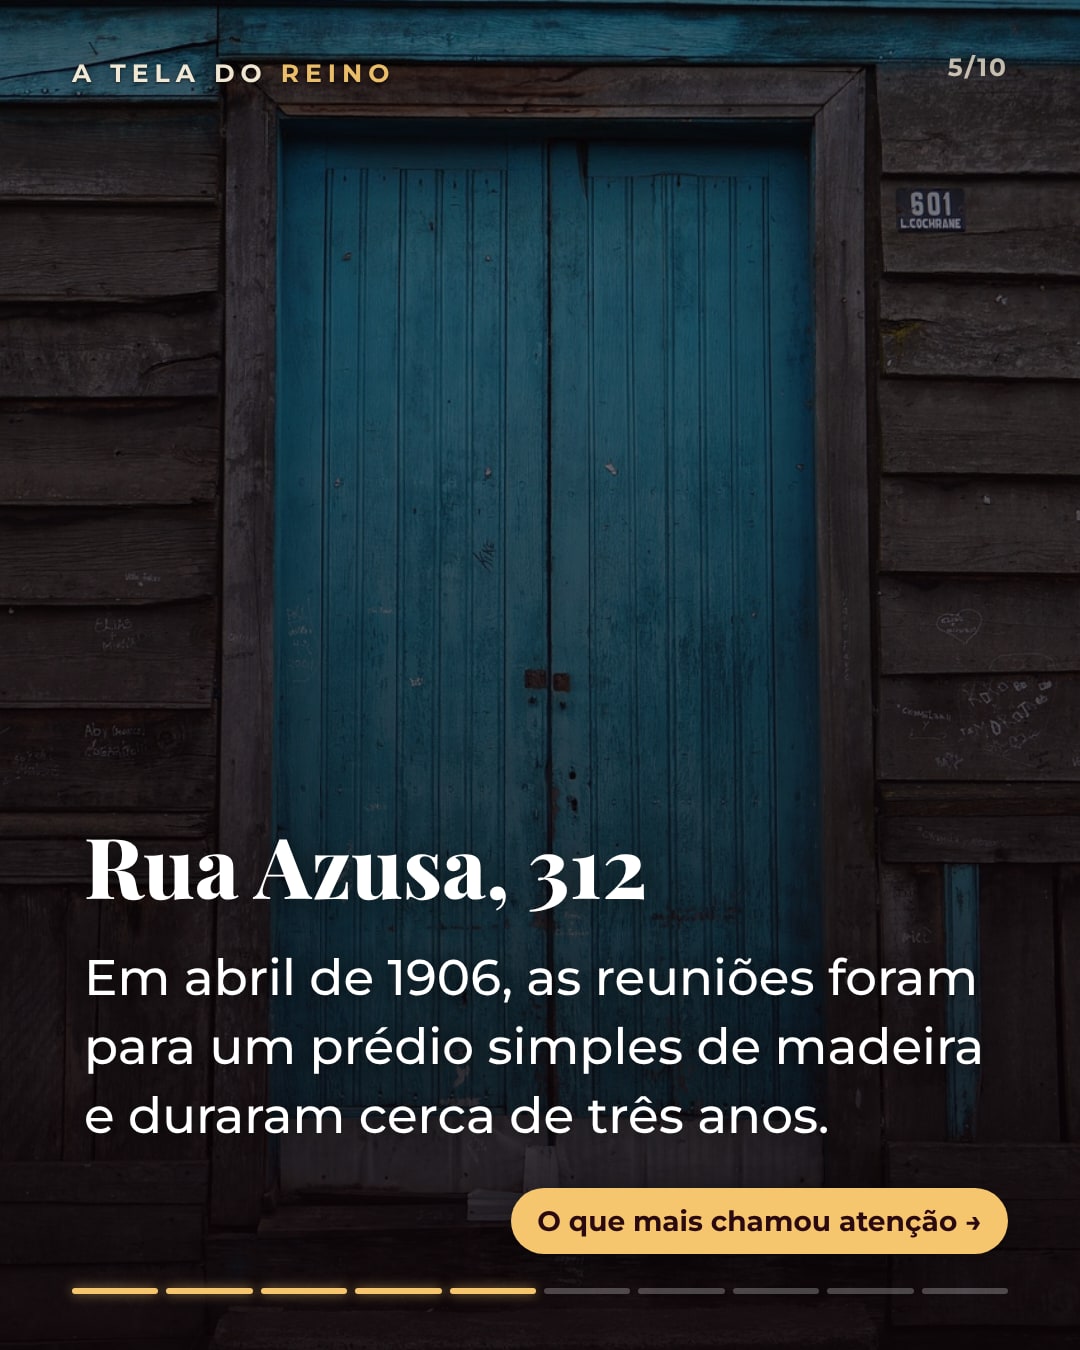 A TELA DO REINO
5/10
601
L.COCHRANE
ELIAS
Rua Azusa, 312
Em abril de 1906, as reuniões foram
para um prédio simples de madeira
e duraram cerca de três anos.
O que mais chamou atenção →